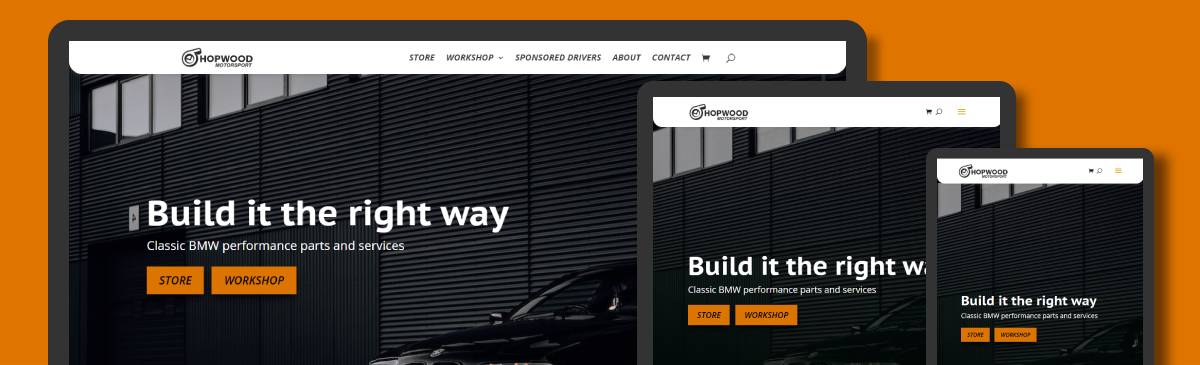 HOPWOOD
MOTORSPORT
STORE WORKSHOP SPONSORED DRIVERS ABOUT CONTACT
Build it the right way
Classic BMW performance parts and services
STORE WORKSHOP
HOPWOOD
MOTORSPORT
Build it the right wa
Classic BMW performance parts and services
STORE WORKSHOP
HOPWOOD
MOTORSPORT
Build it the right way
Classic BMW performance parts and services
STORE WORKSHOP